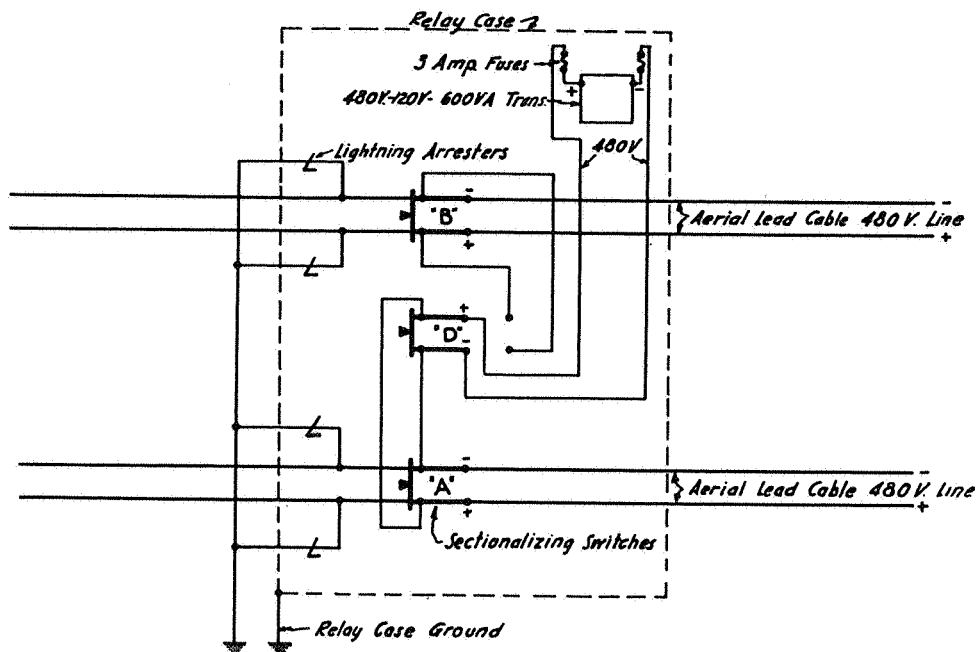 Relay Case
3 Amp. Fuses
+ -
480V-120V- 600VA Trans.
480V
Lightning Arresters
-
"B"
+
-
Aerial Lead Cable 480 V. Line
+
+
"D"
-
-
"A"
+
-
Aerial Lead Cable 480 V. Line
+
Sectionalizing Switches
Relay Case Ground